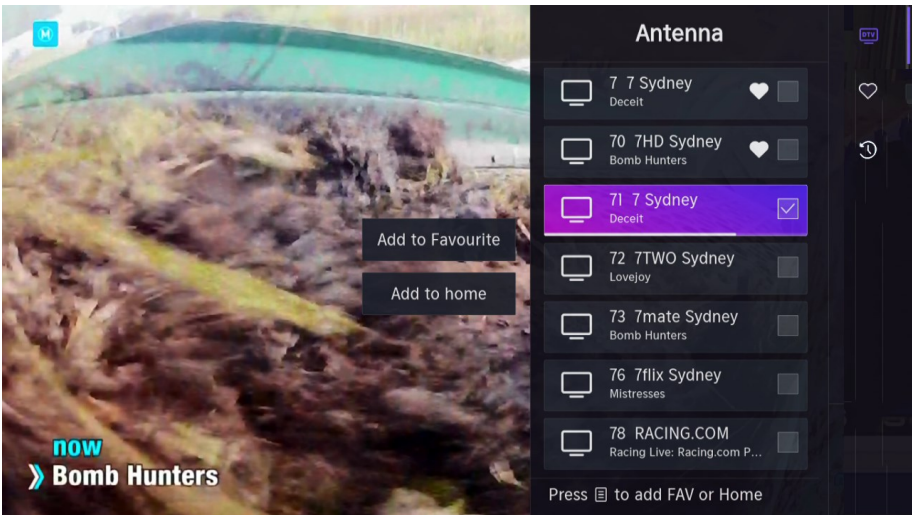 M
now
Bomb Hunters
Add to Favourite
Add to home
Antenna
7 7 Sydney
Deceit
70 7HD Sydney
Bomb Hunters
71 7 Sydney
Deceit
72 7TWO Sydney
Lovejoy
73 7mate Sydney
Bomb Hunters
76 7flix Sydney
Mistresses
78 RACING.COM
Racing Live: Racing.com P...
Press to add FAV or Home
DTV